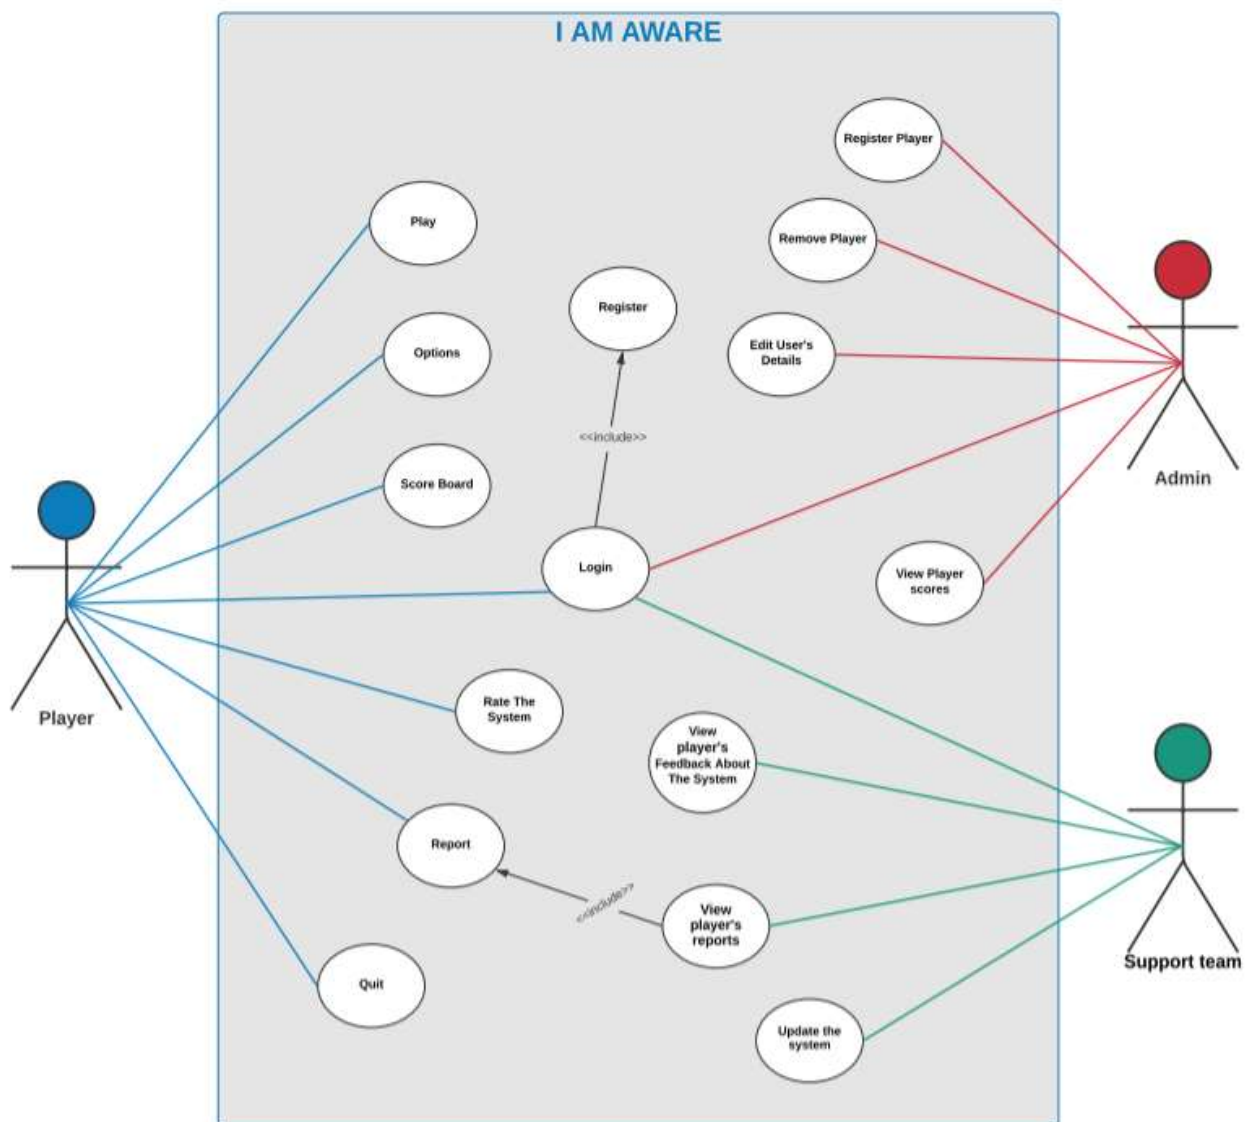 I AM AWARE
Register Player
Play
Remove Player
Register
Edit User's
Details
Options
<<include>>
Score Board
Admin
Login
View Player
scores
Player
Rate The
System
View
player's
Feedback About
The System
Report
<<include>>
View
player's
reports
Support team
Quit
Update the
system